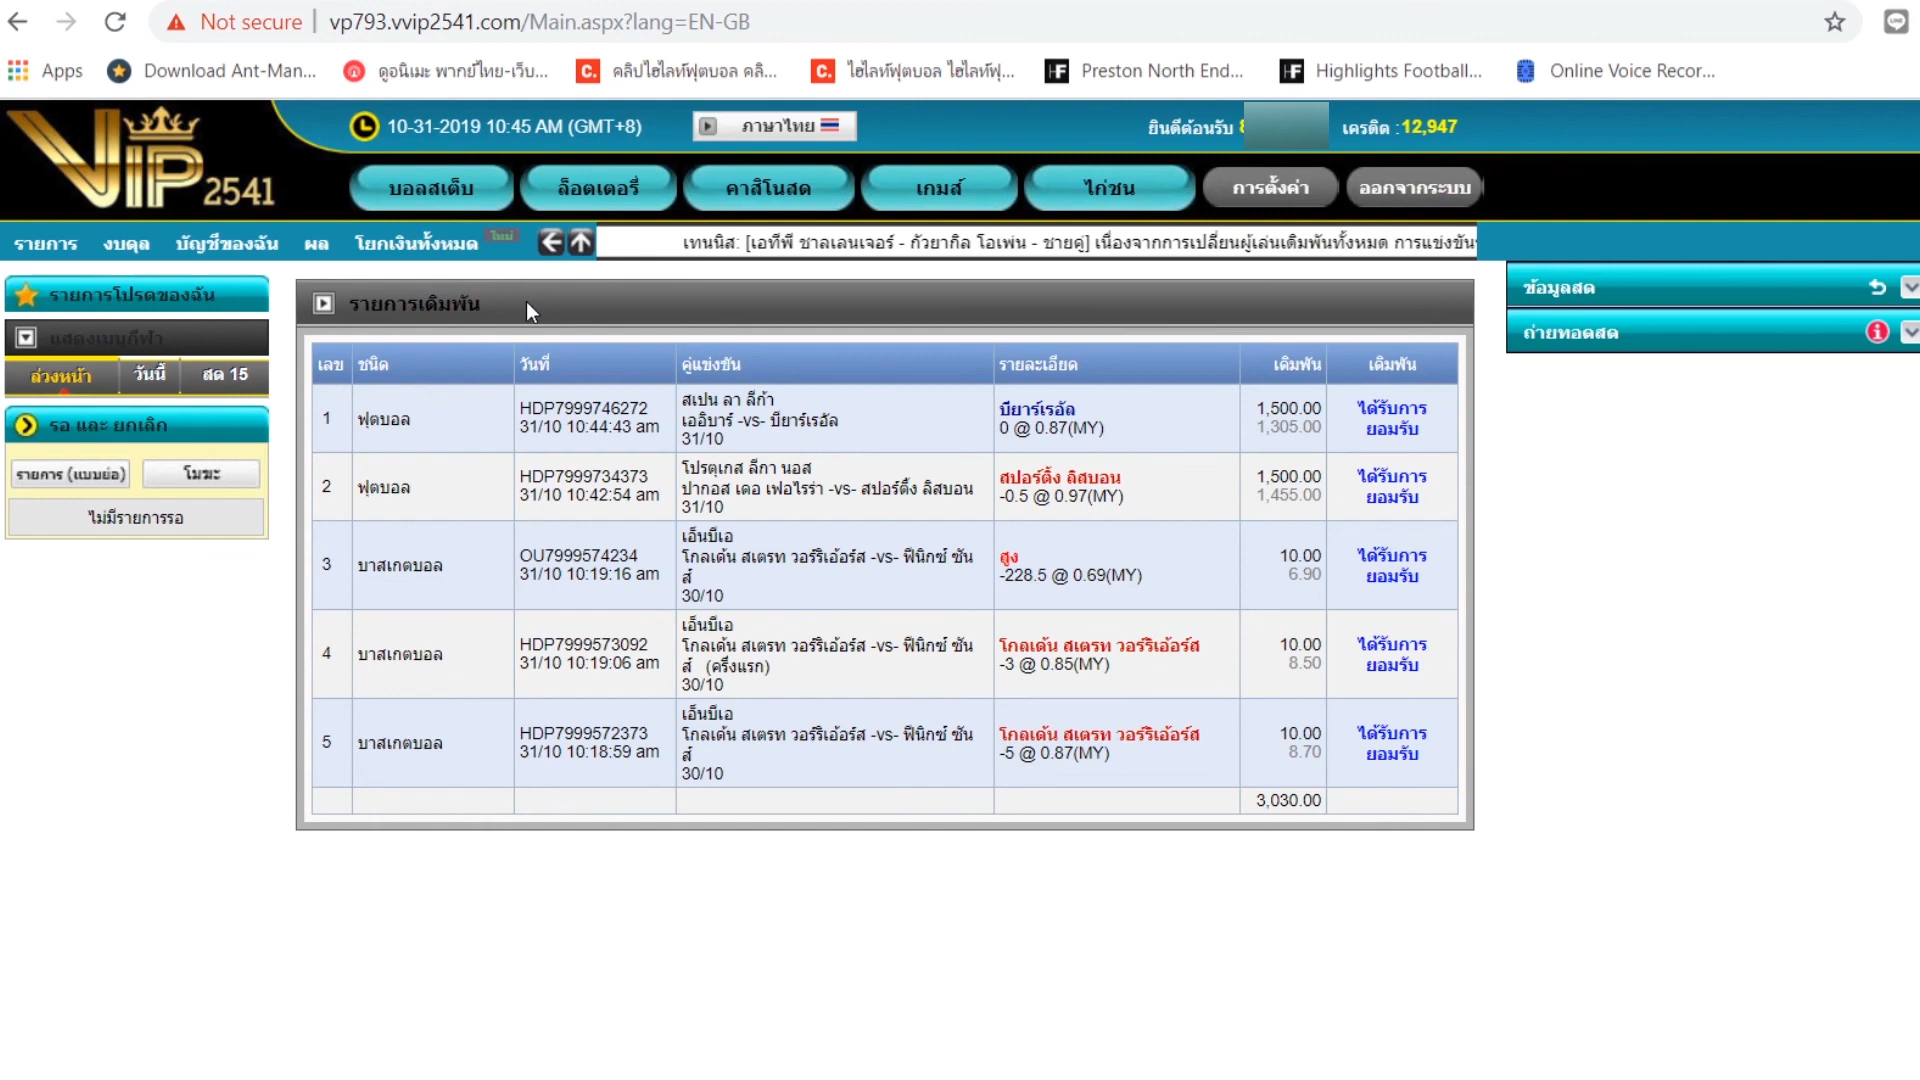 Not secure | vp793.vvip2541.com/Main.aspx?lang=EN-GB
Apps Download Ant-Man... ดูอนิเมะ พากย์ไทย-เว็บ... คลิปไฮไลท์ฟุตบอล คลิ... ไฮไลท์ฟุตบอล ไฮไลท์ฟุ... Preston North End... Highlights Football... Online Voice Recor...
VIP 2541
10-31-2019 10:45 AM (GMT+8) ภาษาไทย ยินดีต้อนรับ เครดิต :12,947
บอลสเต็บ ล็อตเตอรี่ คาสิโนสด เกมส์ ไก่ชน การตั้งค่า ออกจากระบบ
รายการ งบดุล บัญชีของฉัน ผล โยกเงินทั้งหมด ใหม่ เทนนิส: [เอทีพี ชาลเลนเจอร์ - กัวยากิล โอเพ่น - ชายคู่] เนื่องจากการเปลี่ยนผู้เล่นเดิมพันทั้งหมด การแข่งขัน
รายการโปรดของฉัน
แสดงเมนูกีฬา
ล่วงหน้า วันนี้ สด 15
รอ และ ยกเลิก
รายการ (แบบย่อ) โมฆะ
ไม่มีรายการรอ
รายการเดิมพัน
เลข ชนิด วันที่ คู่แข่งขัน รายละเอียด เดิมพัน เดิมพัน
1 ฟุตบอล HDP7999746272 31/10 10:44:43 am
สเปน ลา ลีก้า
เออิบาร์ -vs- บียาร์เรอัล
31/10
บียาร์เรอัล
0 @ 0.87(MY)
1,500.00
1,305.00
ได้รับการ
ยอมรับ
2 ฟุตบอล HDP7999734373 31/10 10:42:54 am
โปรตุเกส ลีกา นอส
ปากอส เดอ เฟอไรร่า -vs- สปอร์ติ้ง ลิสบอน
31/10
สปอร์ติ้ง ลิสบอน
-0.5 @ 0.97(MY)
1,500.00
1,455.00
ได้รับการ
ยอมรับ
3 บาสเกตบอล OU7999574234 31/10 10:19:16 am
เอ็นบีเอ
โกลเด้น สเตรท วอร์ริเอ้อร์ส -vs- ฟีนิกซ์ ซัน
ส์
30/10
สูง
-228.5 @ 0.69(MY)
10.00
6.90
ได้รับการ
ยอมรับ
4 บาสเกตบอล HDP7999573092 31/10 10:19:06 am
เอ็นบีเอ
โกลเด้น สเตรท วอร์ริเอ้อร์ส -vs- ฟีนิกซ์ ซัน
ส์ (ครึ่งแรก)
30/10
โกลเด้น สเตรท วอร์ริเอ้อร์ส
-3 @ 0.85(MY)
10.00
8.50
ได้รับการ
ยอมรับ
5 บาสเกตบอล HDP7999572373 31/10 10:18:59 am
เอ็นบีเอ
โกลเด้น สเตรท วอร์ริเอ้อร์ส -vs- ฟีนิกซ์ ซัน
ส์
30/10
โกลเด้น สเตรท วอร์ริเอ้อร์ส
-5 @ 0.87(MY)
10.00
8.70
ได้รับการ
ยอมรับ
3,030.00
ข้อมูลสด
ถ่ายทอดสด